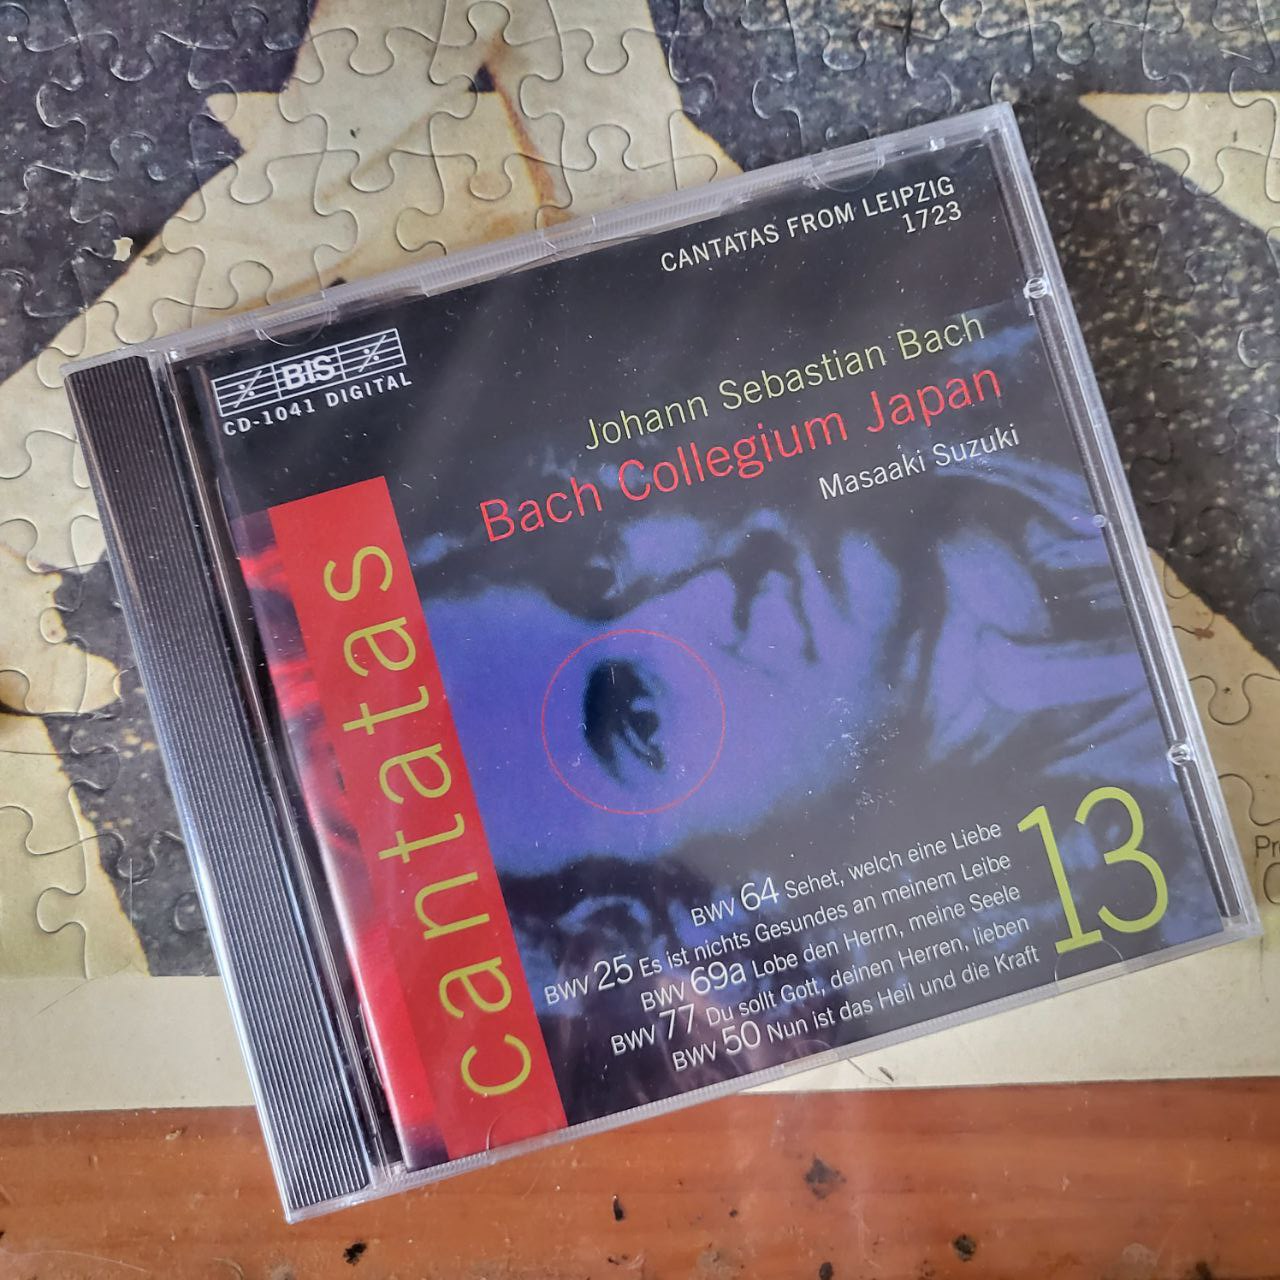 CANTATAS FROM LEIPZIG
1723
BIS
CD-1041 DIGITAL
Johann Sebastian Bach
Bach Collegium Japan
Masaaki Suzuki
cantatas
BWV 64 Sehet, welch eine Liebe
BWV 25 Es ist nichts Gesundes an meinem Leibe
BWV 69a Lobe den Herrn, meine Seele
BWV 77 Du sollt Gott, deinen Herren, lieben
BWV 50 Nun ist das Heil und die Kraft
13